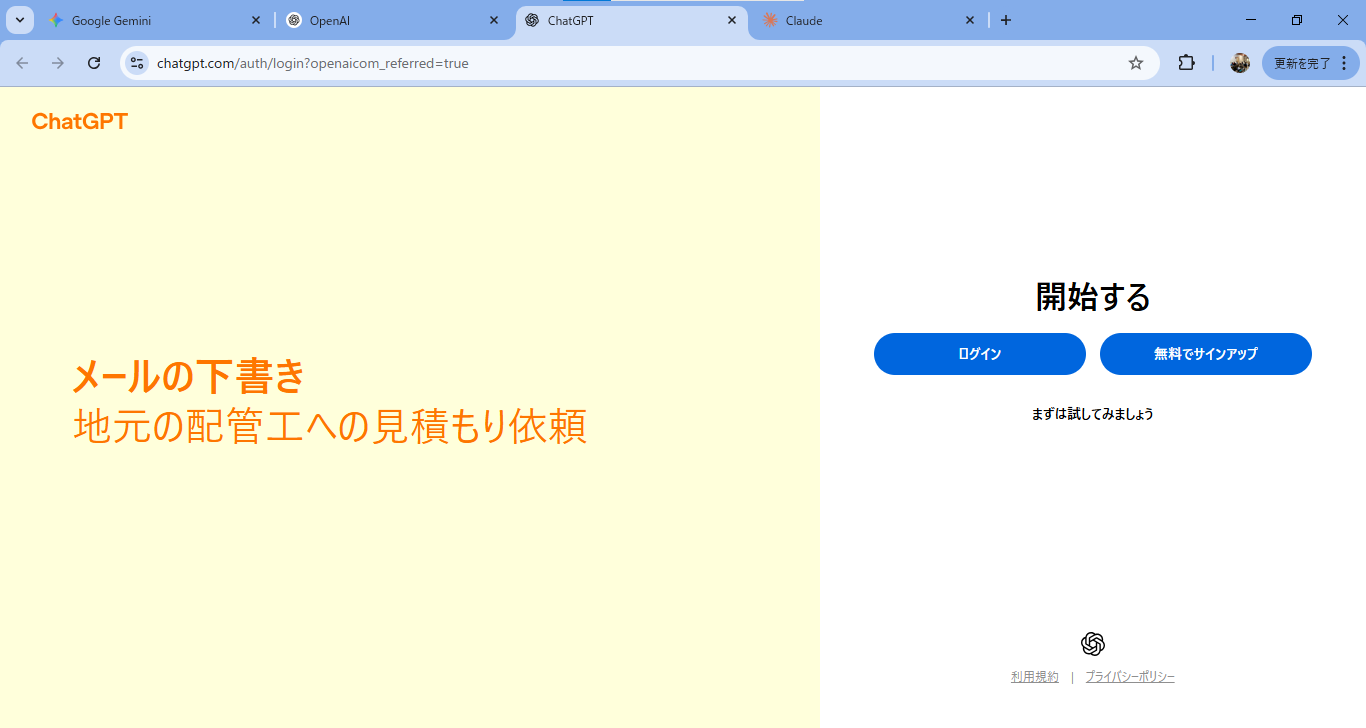 Google Gemini
OpenAI
ChatGPT
Claude
chatgpt.com/auth/login?openaicom_referred=true
更新を完了
ChatGPT
メールの下書き
地元の配管工への見積もり依頼
開始する
ログイン
無料でサインアップ
まずは試してみましょう
利用規約 | プライバシーポリシー